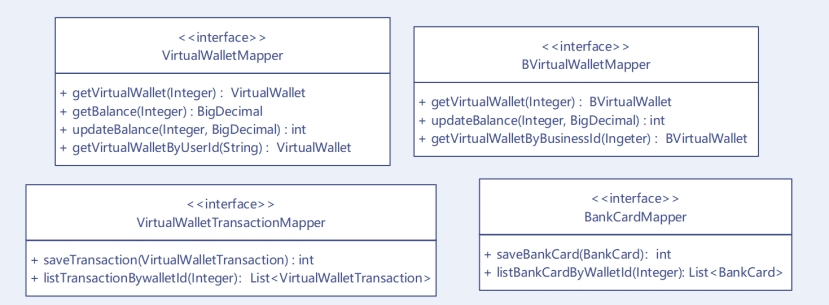 <<interface>>
VirtualWalletMapper
+ getVirtualWallet(Integer) : VirtualWallet
+ getBalance(Integer) : BigDecimal
+ updateBalance(Integer, BigDecimal) : int
+ getVirtualWalletByUserId(String) : VirtualWallet
<<interface>>
BVirtualWalletMapper
+ getVirtualWallet(Integer) : BVirtualWallet
+ updateBalance(Integer, BigDecimal) : int
+ getVirtualWalletByBusinessId(Ingeter) : BVirtualWallet
<<interface>>
VirtualWalletTransactionMapper
+ saveTransaction(VirtualWalletTransaction) : int
+ listTransactionBywalletId(Integer): List<VirtualWalletTransaction>
<<interface>>
BankCardMapper
+ saveBankCard(BankCard): int
+ listBankCardByWalletId(Integer): List<BankCard>